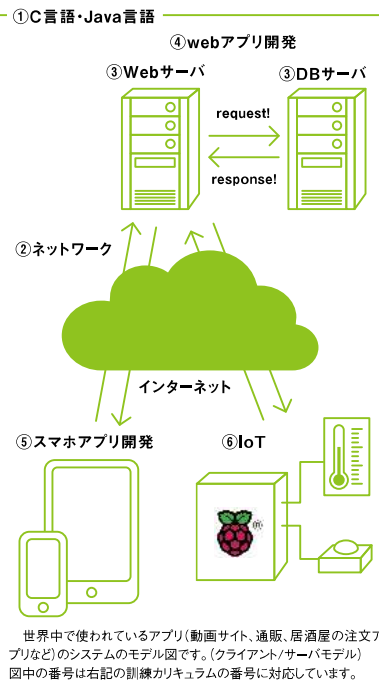 ①C言語・Java言語
④webアプリ開発
③Webサーバ
③DBサーバ
request!
response!
②ネットワーク
インターネット
⑤スマホアプリ開発
⑥IoT
世界中で使われているアプリ(動画サイト、通販、居酒屋の注文ア
プリなど)のシステムのモデル図です。(クライアント/サーバモデル)
図中の番号は右記の訓練カリキュラムの番号に対応しています。